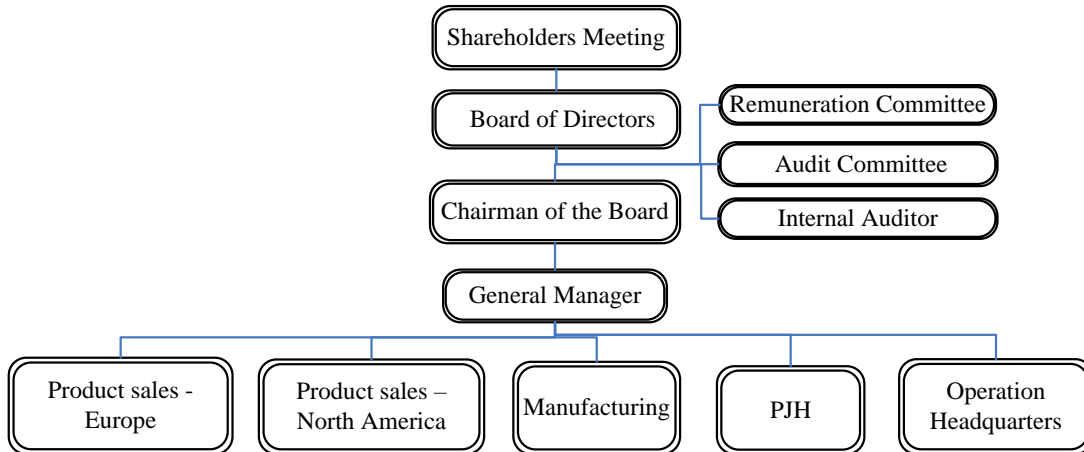 Shareholders Meeting
Board of Directors
Remuneration Committee
Audit Committee
Chairman of the Board
Internal Auditor
General Manager
Product sales -
Europe
Product sales –
North America
Manufacturing
PJH
Operation
Headquarters